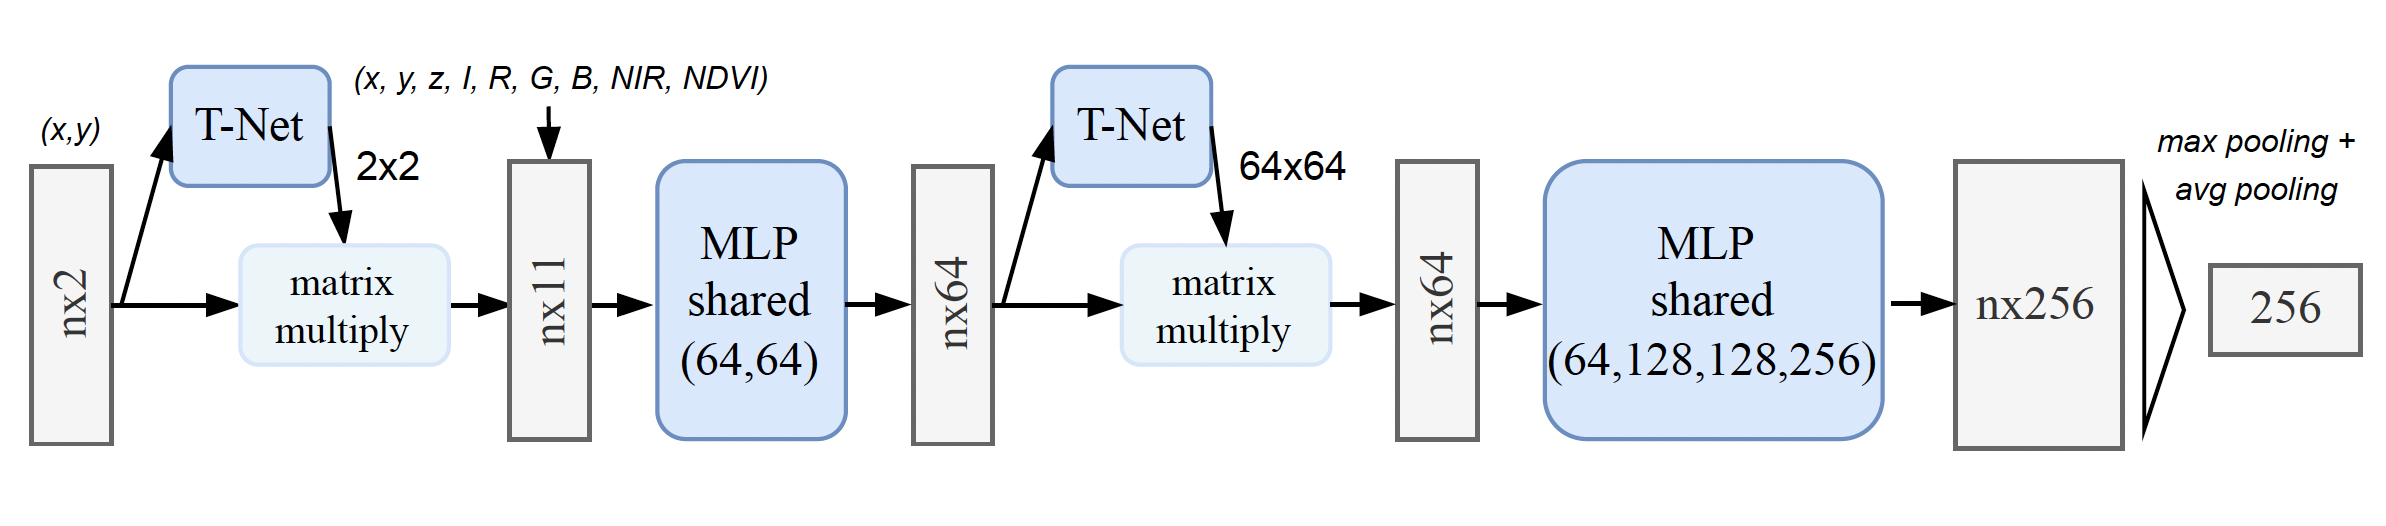 (x,y)
nx2
T-Net
2x2
matrix
multiply
(x, y, z, I, R, G, B, NIR, NDVI)
nx11
MLP
shared
(64,64)
nx64
T-Net
64x64
matrix
multiply
nx64
MLP
shared
(64,128,128,256)
nx256
max pooling +
avg pooling
256